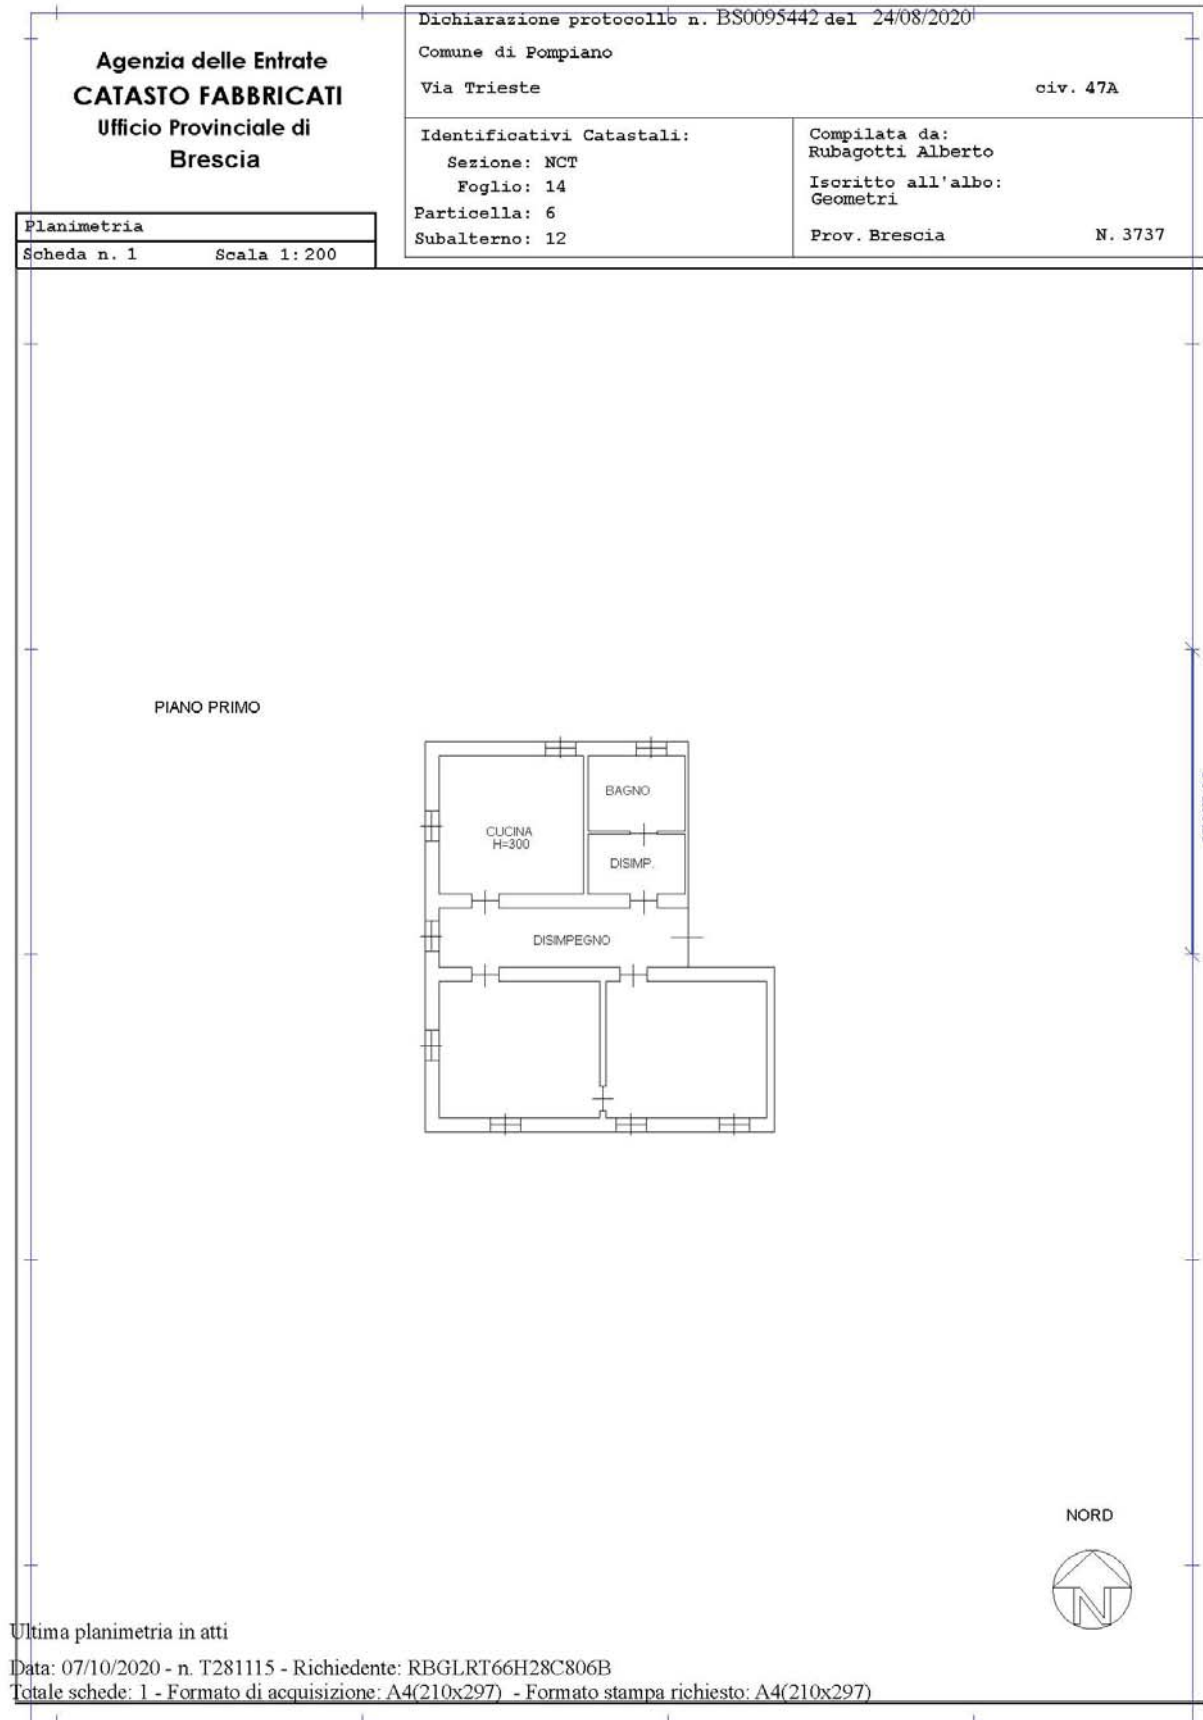 Agenzia delle Entrate
CATASTO FABBRICATI
Ufficio Provinciale di
Brescia
Planimetria
Scheda n. 1 Scala 1:200
Dichiarazione protocollo n. BS0095442 del 24/08/2020
Comune di Pompiano
Via Trieste civ. 47A
Identificativi Catastali:
Sezione: NCT
Foglio: 14
Particella: 6
Subalterno: 12
Compilata da:
Rubagotti Alberto
Iscritto all'albo:
Geometri
Prov. Brescia N. 3737
PIANO PRIMO
BAGNO
CUCINA
H=300
DISIMP.
DISIMPEGNO
NORD
N
Ultima planimetria in atti
Data: 07/10/2020 - n. T281115 - Richiedente: RBGLRT66H28C806B
Totale schede: 1 - Formato di acquisizione: A4(210x297) - Formato stampa richiesto: A4(210x297)